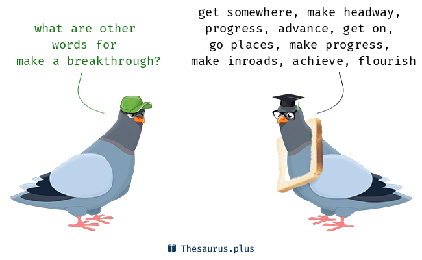 what are other
words for
make a breakthrough?
get somewhere, make headway,
progress, advance, get on,
go places, make progress,
make inroads, achieve, flourish
Thesaurus.plus